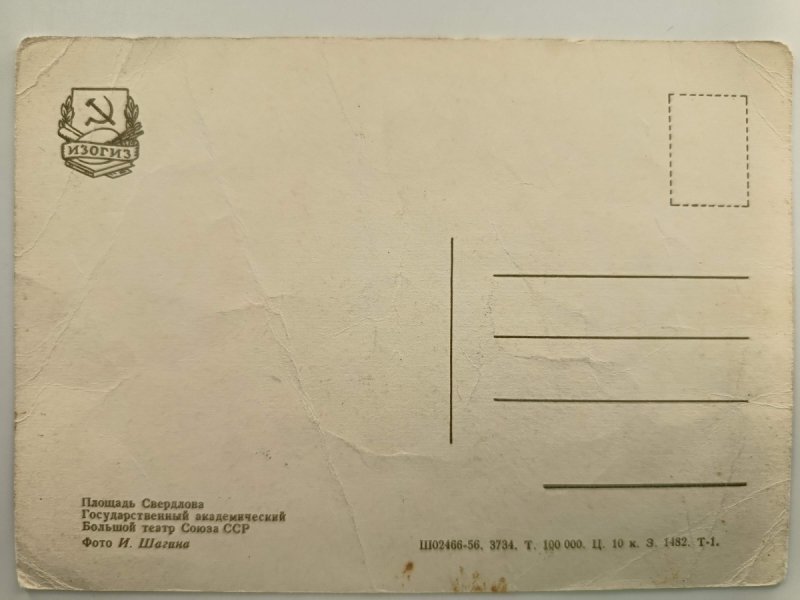 ИЗОГИЗ
Площадь Свердлова
Государственный академический
Большой театр Союза ССР
Фото И. Шагина
Ш02466-56. 3734. Т. 100 000. Ц. 10 к. З. 1482. Т-1.